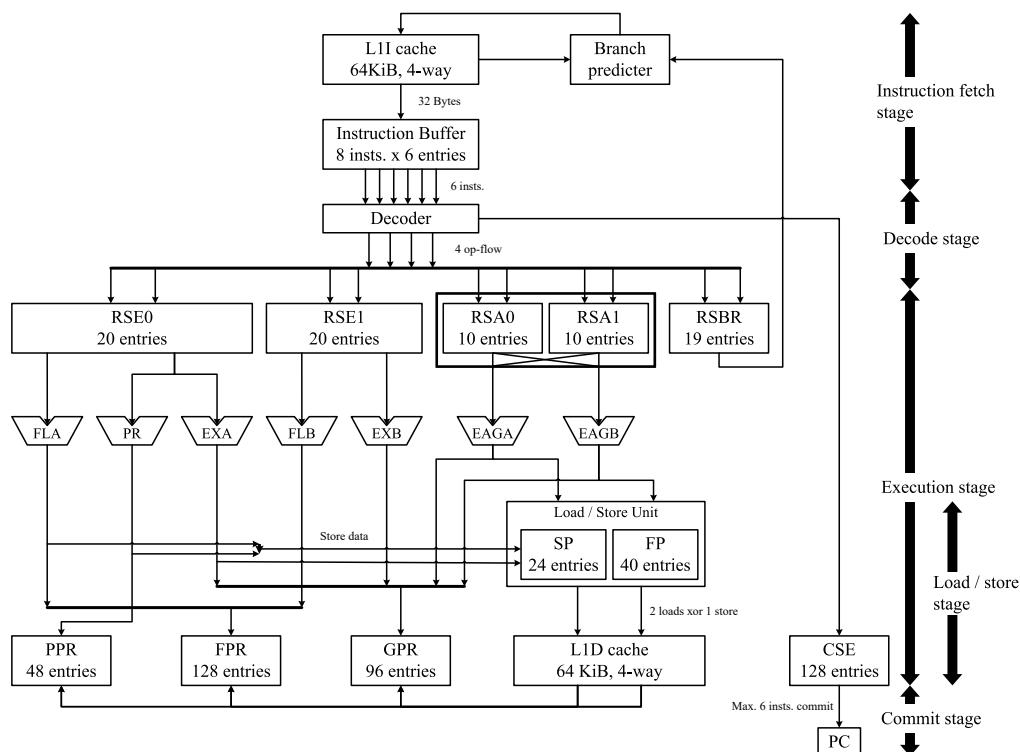 L1I cache
64KiB, 4-way
Branch
predicter
Instruction fetch
stage
32 Bytes
Instruction Buffer
8 insts. x 6 entries
6 insts.
Decoder
Decode stage
4 op-flow
RSE0
20 entries
RSE1
20 entries
RSA0
10 entries
RSA1
10 entries
RSBR
19 entries
FLA
PR
EXA
FLB
EXB
EAGA
EAGB
Execution stage
Load / Store Unit
Store data
SP
24 entries
FP
40 entries
Load / store
stage
2 loads xor 1 store
PPR
48 entries
FPR
128 entries
GPR
96 entries
L1D cache
64 KiB, 4-way
CSE
128 entries
Max. 6 insts. commit
Commit stage
PC